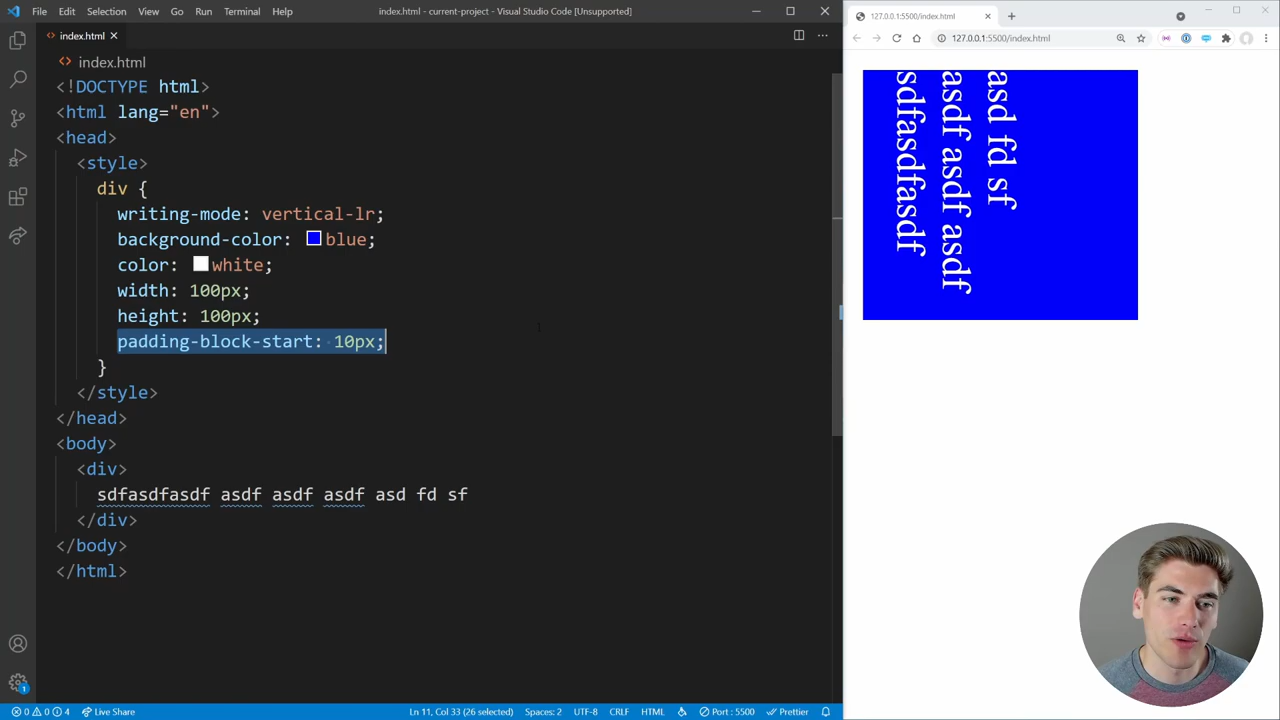 File Edit Selection View Go Run Terminal Help
index.html - current-project - Visual Studio Code [Unsupported]
index.html
index.html
<!DOCTYPE html>
<html lang="en">
<head>
<style>
div {
writing-mode: vertical-lr;
background-color: blue;
color: white;
width: 100px;
height: 100px;
padding-block-start: 10px;
}
</style>
</head>
<body>
<div>
sdfasdfasdf asdf asdf asdf asd fd sf
</div>
</body>
</html>
1
0 0 4 Live Share
Ln 11, Col 33 (26 selected) Spaces: 2 UTF-8 CRLF HTML Port : 5500 Prettier
127.0.0.1:5500/index.html
127.0.0.1:5500/index.html
sdfasdfasdf
asdf asdf asdf
asd fd sf